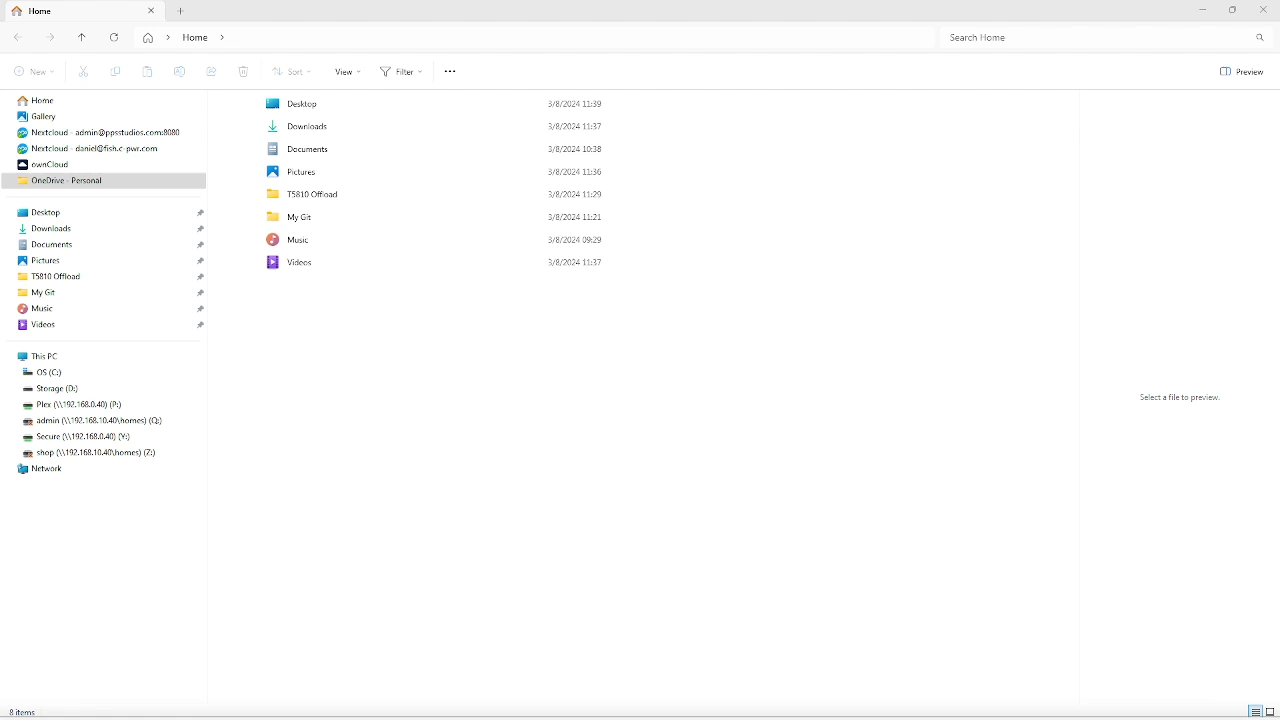 Home
Home
Search Home
New
Sort
View
Filter
Preview
Home
Gallery
Nextcloud - admin@ppsstudios.com:8080
Nextcloud - daniel@fish.c-pwr.com
ownCloud
OneDrive - Personal
Desktop
Downloads
Documents
Pictures
T5810 Offload
My Git
Music
Videos
This PC
OS (C:)
Storage (D:)
Plex (\\192.168.0.40) (P:)
admin (\\192.168.10.40\homes) (Q:)
Secure (\\192.168.0.40) (Y:)
shop (\\192.168.10.40\homes) (Z:)
Network
Desktop 3/8/2024 11:39
Downloads 3/8/2024 11:37
Documents 3/8/2024 10:38
Pictures 3/8/2024 11:36
T5810 Offload 3/8/2024 11:29
My Git 3/8/2024 11:21
Music 3/8/2024 09:29
Videos 3/8/2024 11:37
Select a file to preview.
8 items